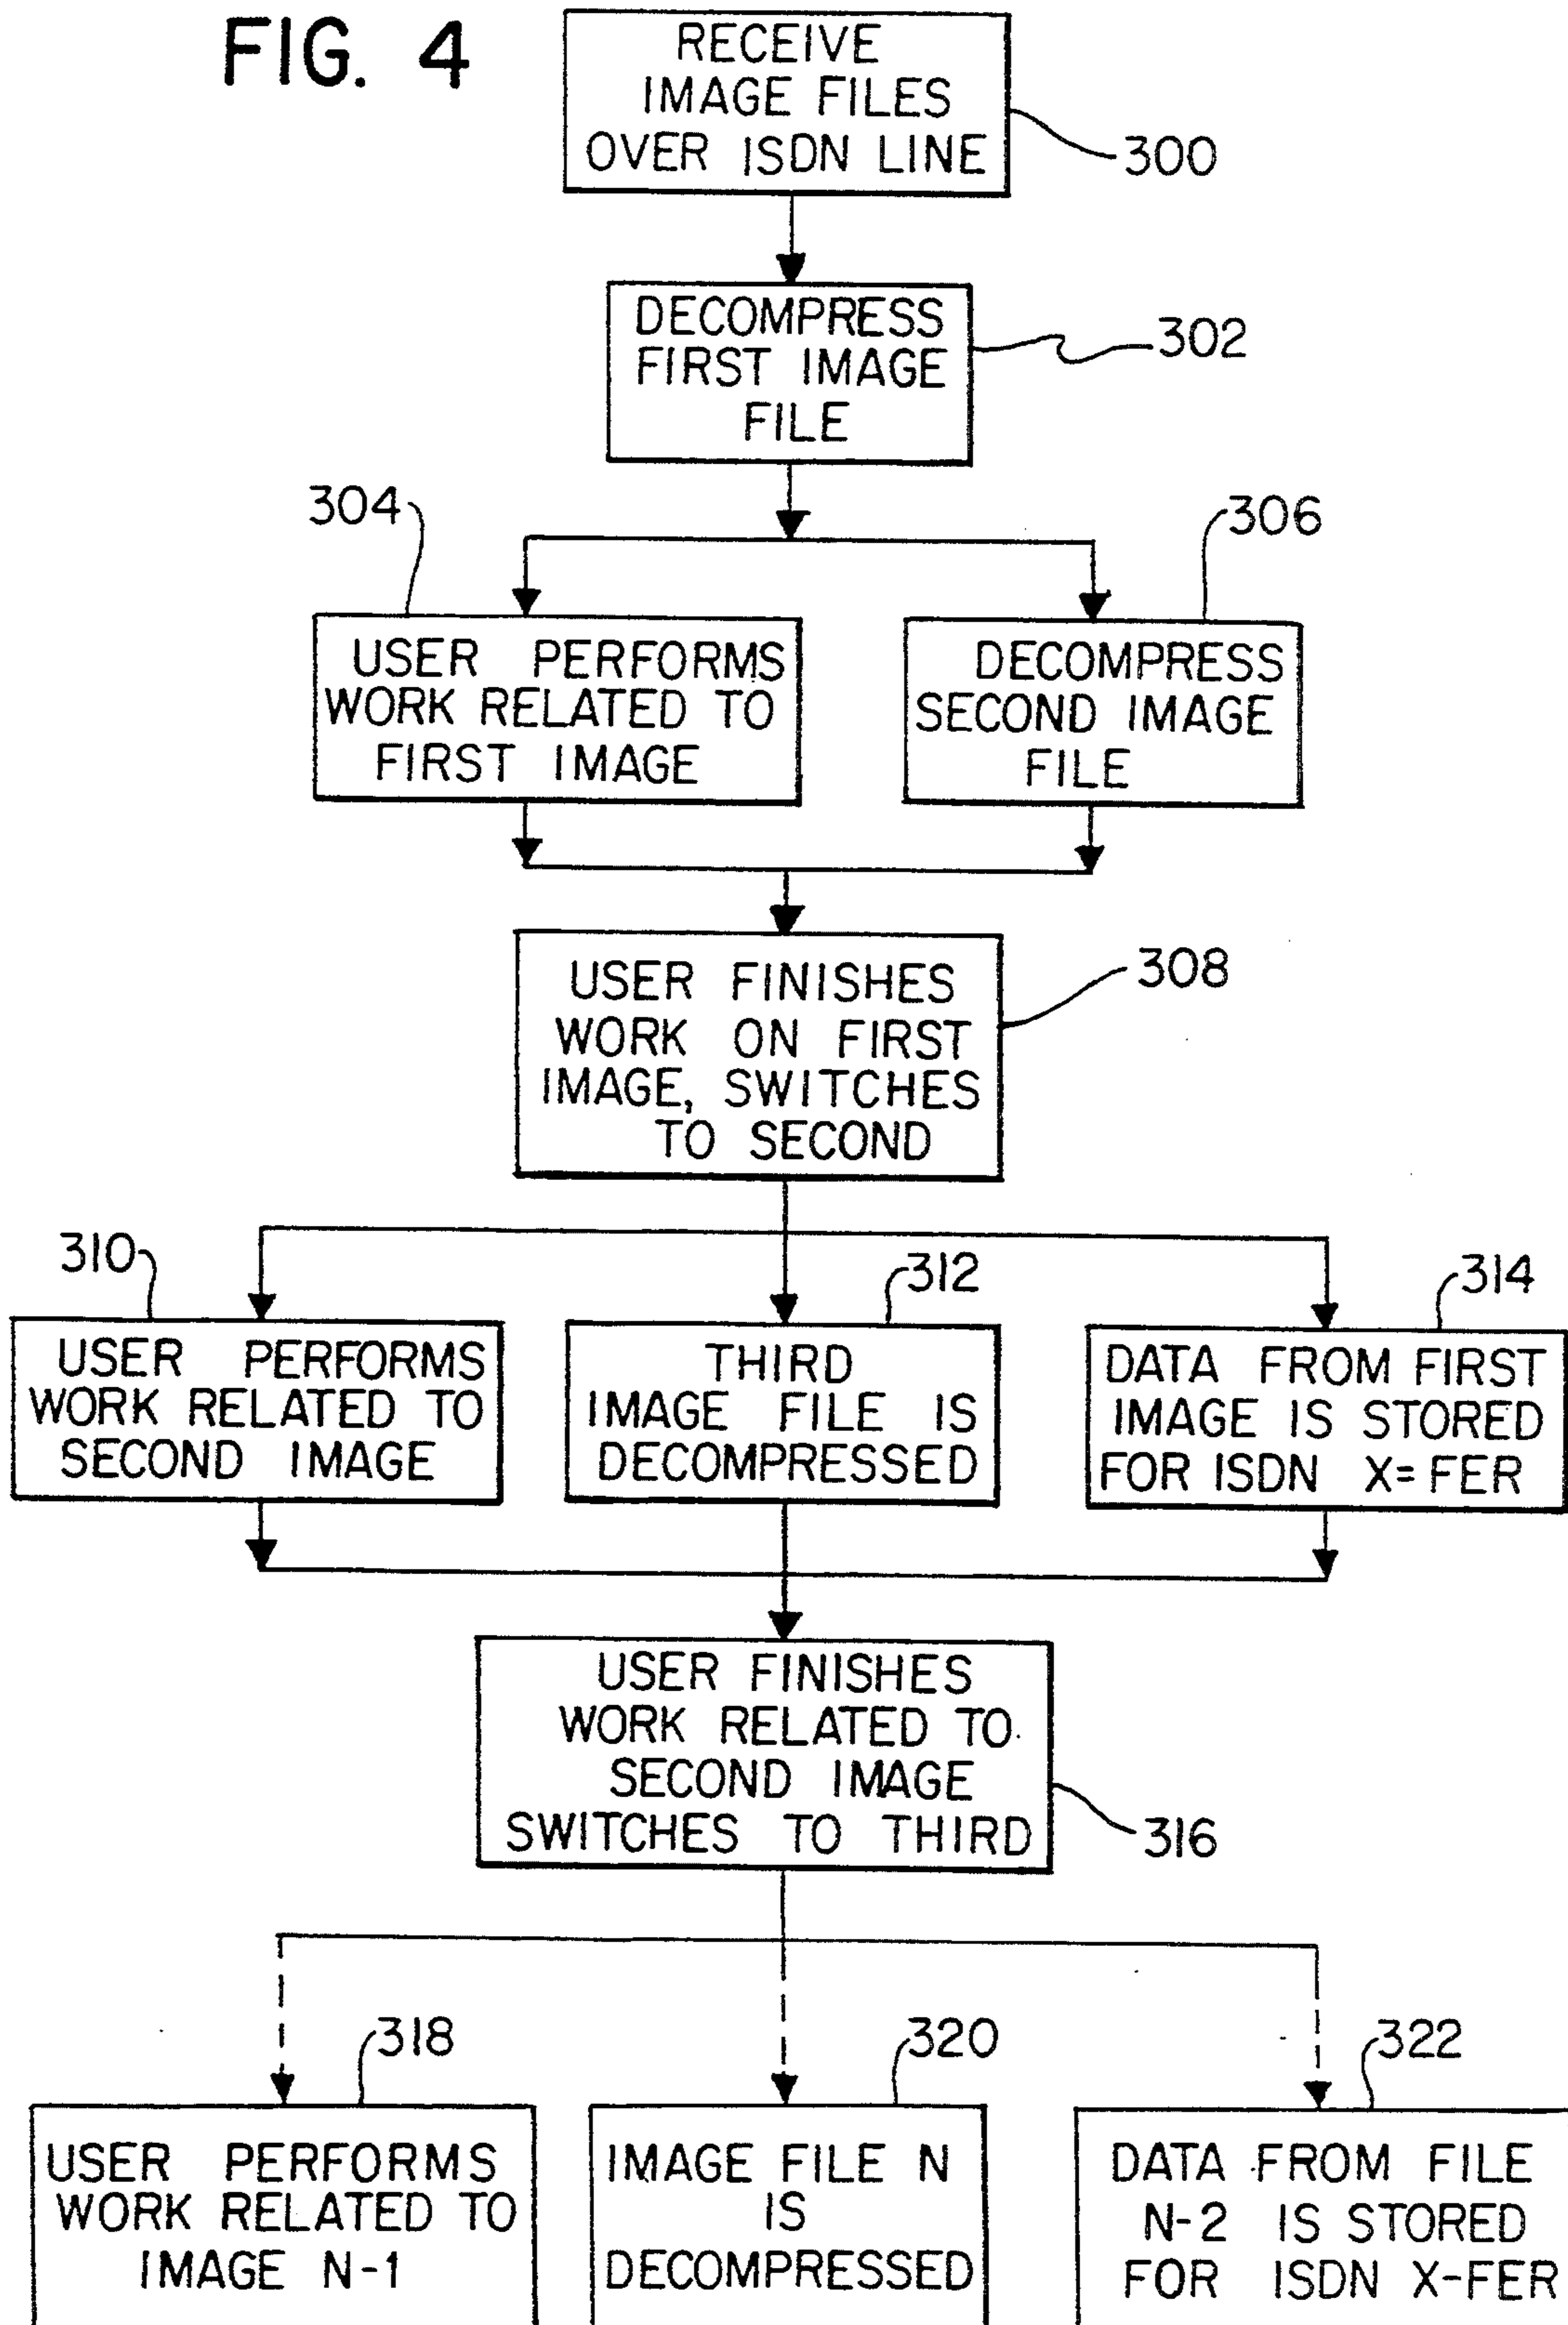 FIG. 4
RECEIVE
IMAGE FILES
OVER ISDN LINE
300
DECOMPRESS
FIRST IMAGE
FILE
302
304
306
USER PERFORMS
WORK RELATED TO
FIRST IMAGE
DECOMPRESS
SECOND IMAGE
FILE
USER FINISHES
WORK ON FIRST
IMAGE, SWITCHES
TO SECOND
308
310
312
314
USER PERFORMS
WORK RELATED TO
SECOND IMAGE
THIRD
IMAGE FILE IS
DECOMPRESSED
DATA FROM FIRST
IMAGE IS STORED
FOR ISDN X=FER
USER FINISHES
WORK RELATED TO
SECOND IMAGE
SWITCHES TO THIRD
316
318
320
322
USER PERFORMS
WORK RELATED TO
IMAGE N-1
IMAGE FILE N
IS
DECOMPRESSED
DATA FROM FILE
N-2 IS STORED
FOR ISDN X-FER